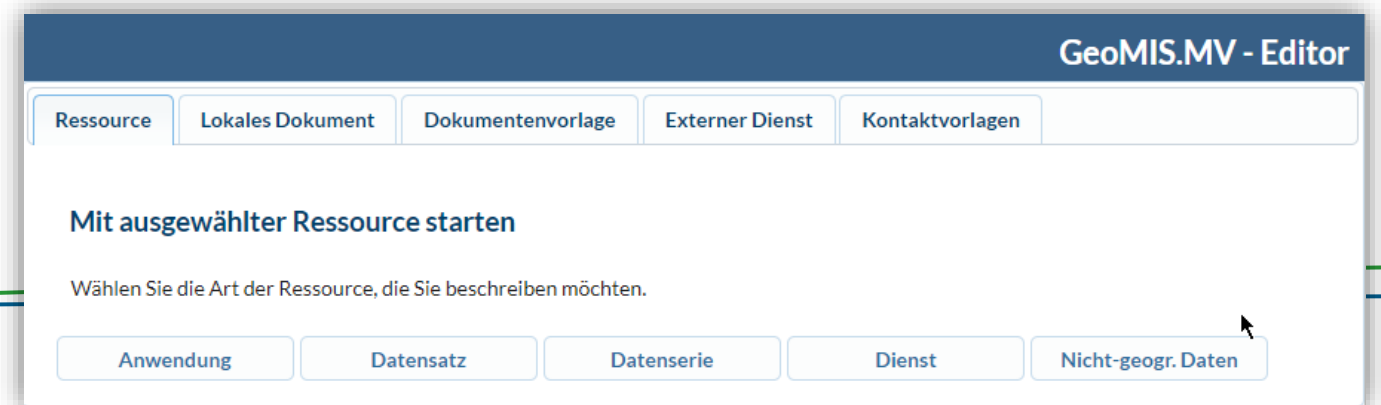 GeoMIS.MV - Editor
Ressource Lokales Dokument Dokumentenvorlage Externer Dienst Kontaktvorlagen
Mit ausgewählter Ressource starten
Wählen Sie die Art der Ressource, die Sie beschreiben möchten.
Anwendung Datensatz Datenserie Dienst Nicht-geogr. Daten